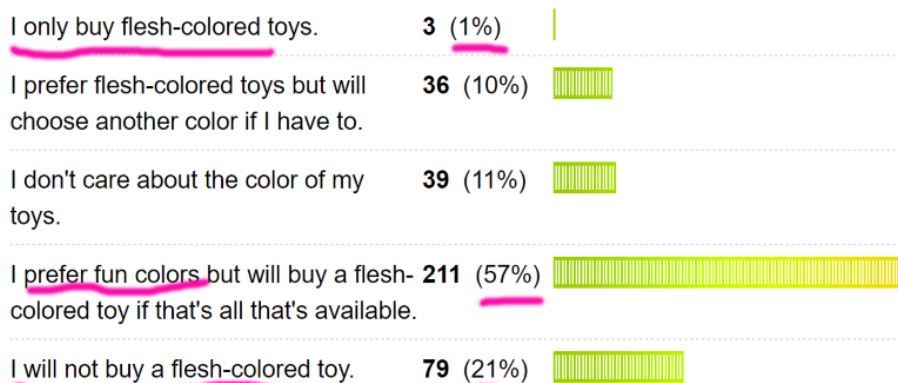 I only buy flesh-colored toys. 3 (1%)
I prefer flesh-colored toys but will 36 (10%)
choose another color if I have to.
I don't care about the color of my 39 (11%)
toys.
I prefer fun colors but will buy a flesh- 211 (57%)
colored toy if that's all that's available.
I will not buy a flesh-colored toy. 79 (21%)